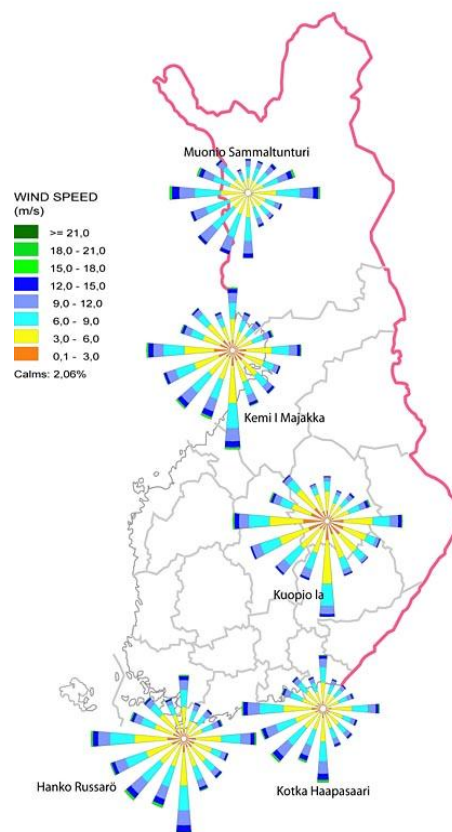 Muonio Sammaltunturi
WIND SPEED
(m/s)
>= 21,0
18,0 - 21,0
15,0 - 18,0
12,0 - 15,0
9,0 - 12,0
6,0 - 9,0
3,0 - 6,0
0,1 - 3,0
Calms: 2,06%
Kemi I Majakka
Kuopio la
Hanko Russarö
Kotka Haapasaari